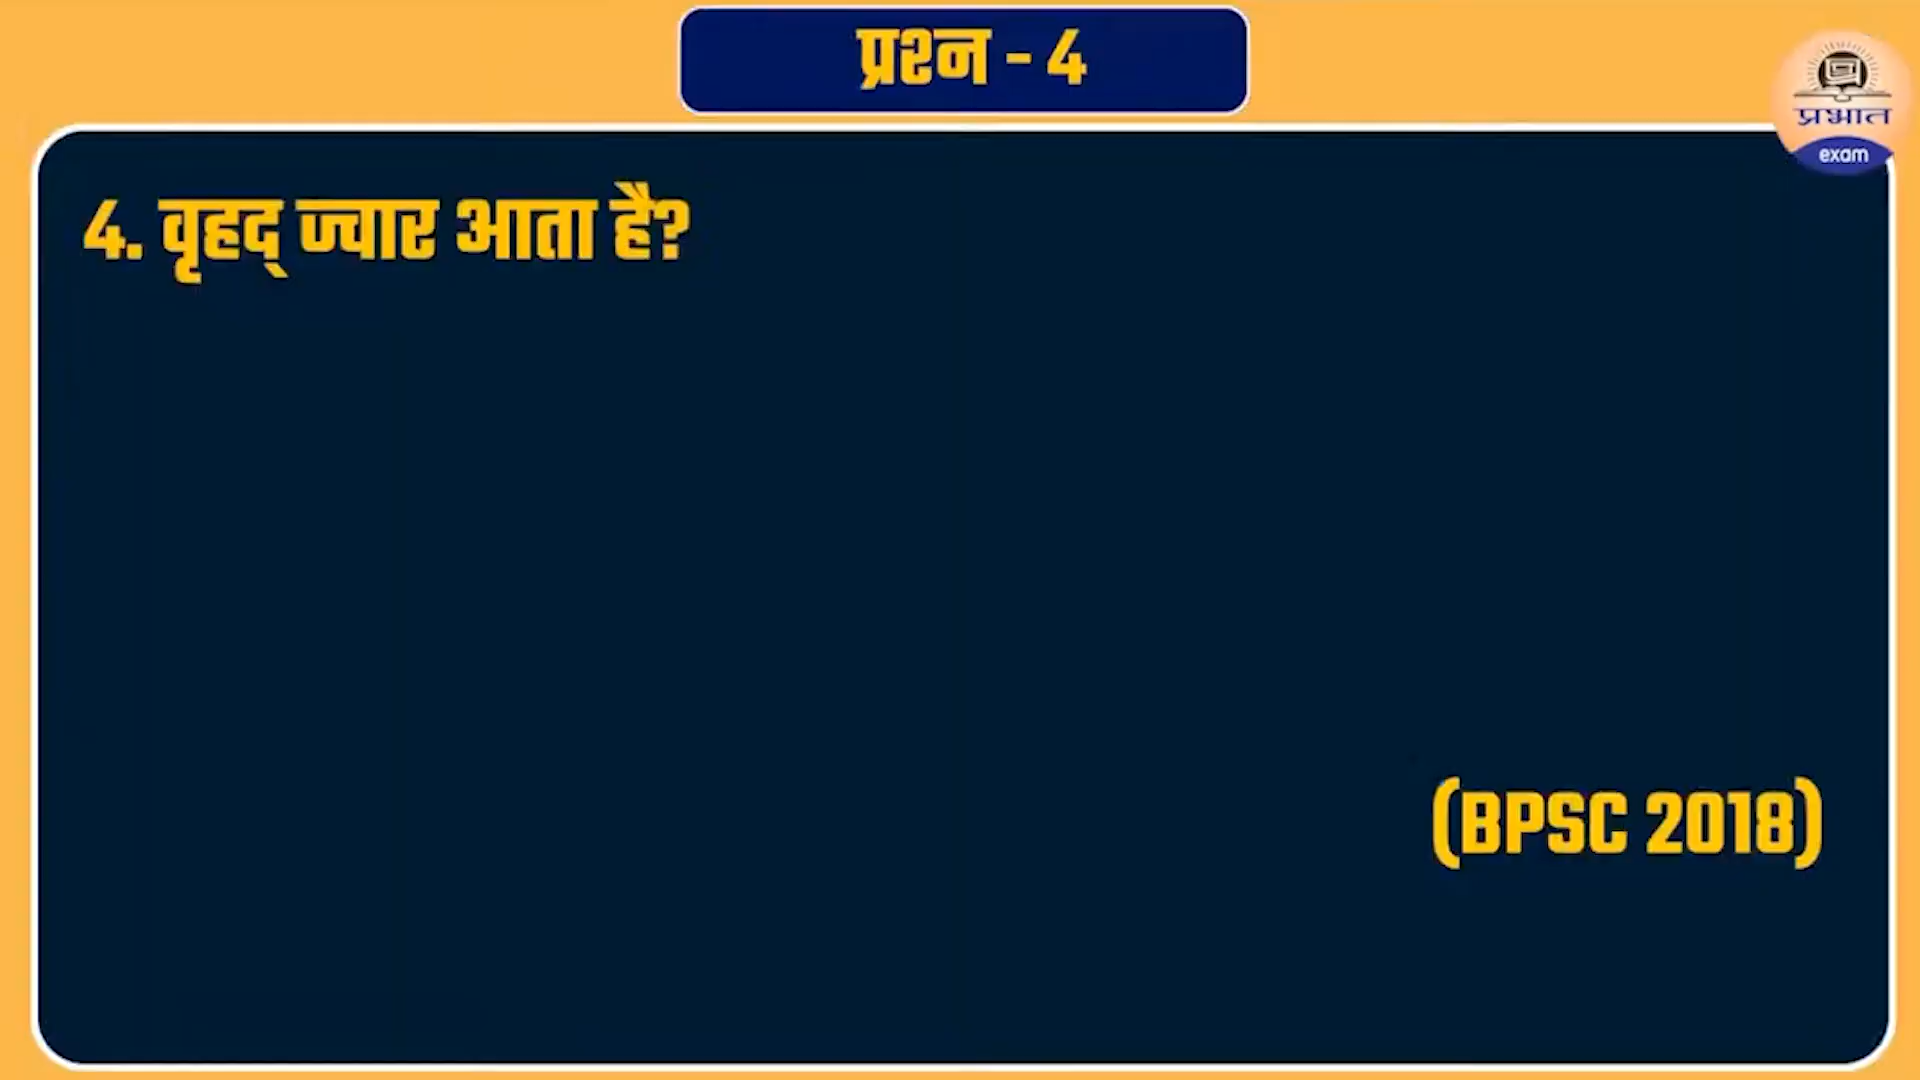 प्रश्न - 4
प्रभात
exam
4. वृहद् ज्वार आता है?
(BPSC 2018)